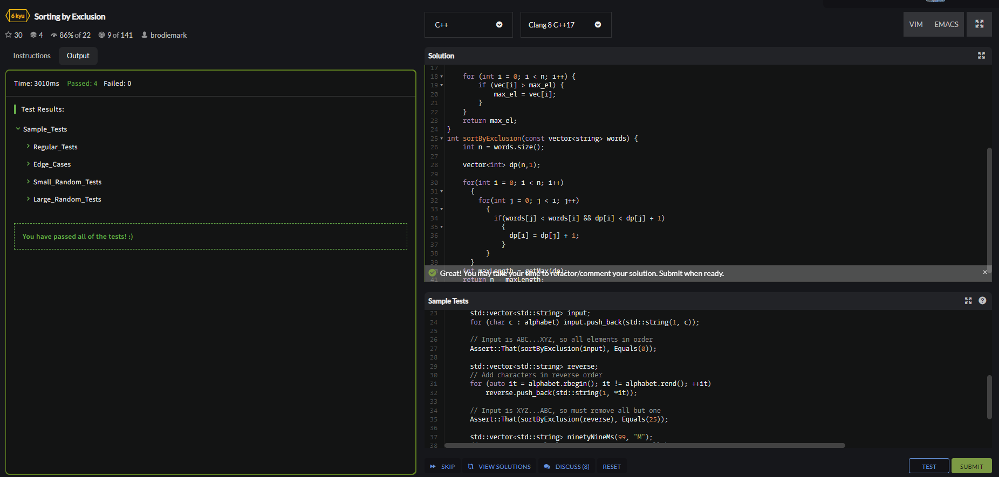 6 kyu Sorting by Exclusion
30 4 86% of 22 9 of 141 brodiemark
Instructions Output
Time: 3010ms Passed: 4 Failed: 0
Test Results:
Sample_Tests
Regular_Tests
Edge_Cases
Small_Random_Tests
Large_Random_Tests
You have passed all of the tests! :)
C++ Clang 8 C++17
VIM EMACS
Solution
17
18 for (int i = 0; i < n; i++) {
19 if (vec[i] > max_el) {
20 max_el = vec[i];
21 }
22 }
23 return max_el;
24 }
25 int sortByExclusion(const vector<string> words) {
26 int n = words.size();
27
28 vector<int> dp(n,1);
29
30 for(int i = 0; i < n; i++)
31 {
32 for(int j = 0; j < i; j++)
33 {
34 if(words[j] < words[i] && dp[i] < dp[j] + 1)
35 {
36 dp[i] = dp[j] + 1;
37 }
38 }
39 }
40 int maxLength = getMax(dp);
Great! You may take your time to refactor/comment your solution. Submit when ready. ×
41 return n - maxLength;
Sample Tests ?
23 std::vector<std::string> input;
24 for (char c : alphabet) input.push_back(std::string(1, c));
25
26 // Input is ABC...XYZ, so all elements in order
27 Assert::That(sortByExclusion(input), Equals(0));
28
29 std::vector<std::string> reverse;
30 // Add characters in reverse order
31 for (auto it = alphabet.rbegin(); it != alphabet.rend(); ++it)
32 reverse.push_back(std::string(1, *it));
33
34 // Input is XYZ...ABC, so must remove all but one
35 Assert::That(sortByExclusion(reverse), Equals(25));
36
37 std::vector<std::string> ninetyNineMs(99, "M");
38
SKIP VIEW SOLUTIONS DISCUSS (8) RESET TEST SUBMIT